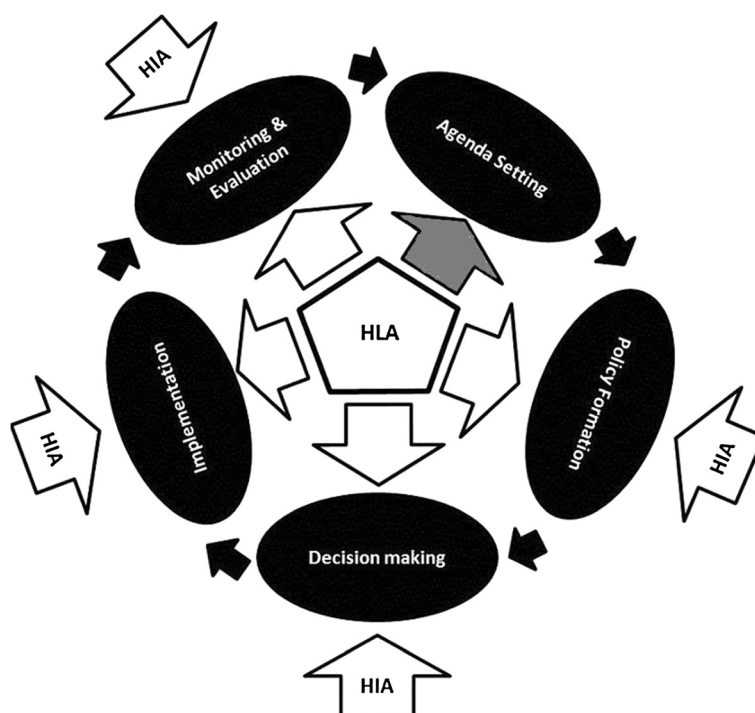 HIA
Monitoring &
Evaluation
Agenda Setting
HLA
Implementation
Policy Formation
HIA
HIA
Decision making
HIA